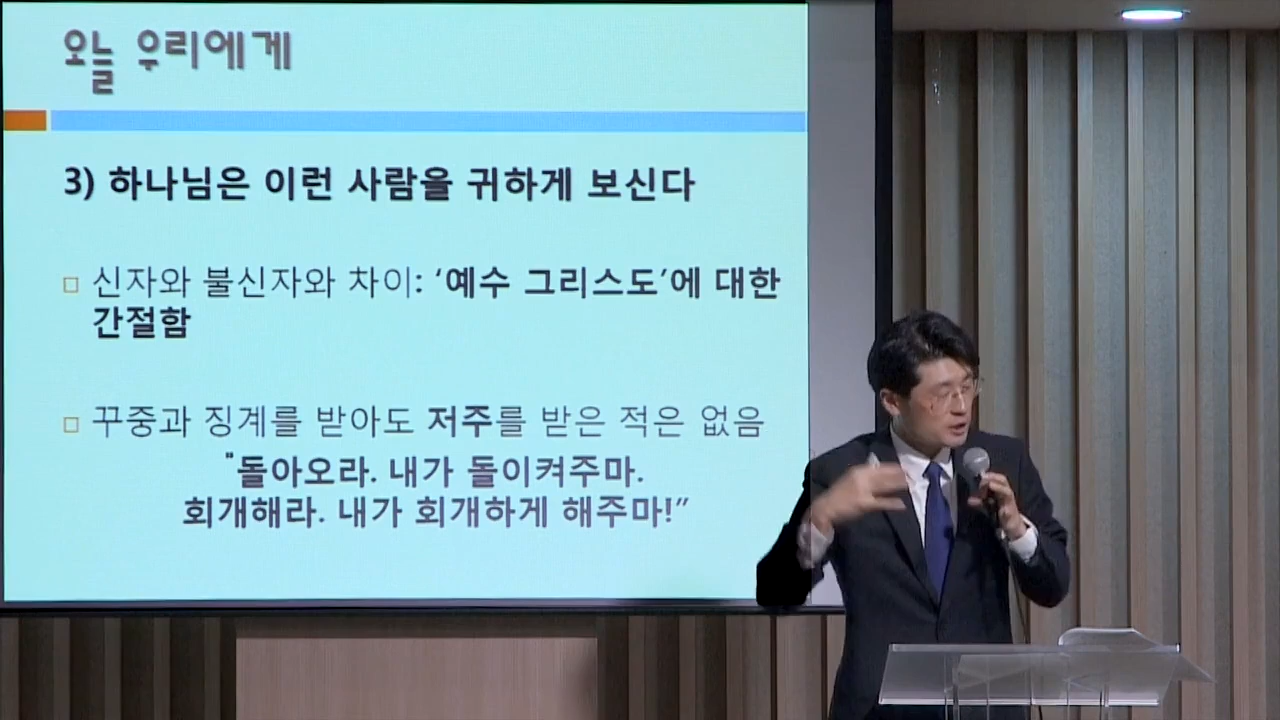 오늘 우리에게
3) 하나님은 이런 사람을 귀하게 보신다
신자와 불신자와 차이: ‘예수 그리스도’에 대한
간절함
꾸중과 징계를 받아도 저주를 받은 적은 없음
"돌아오라. 내가 돌이켜주마.
회개해라. 내가 회개하게 해주마!”